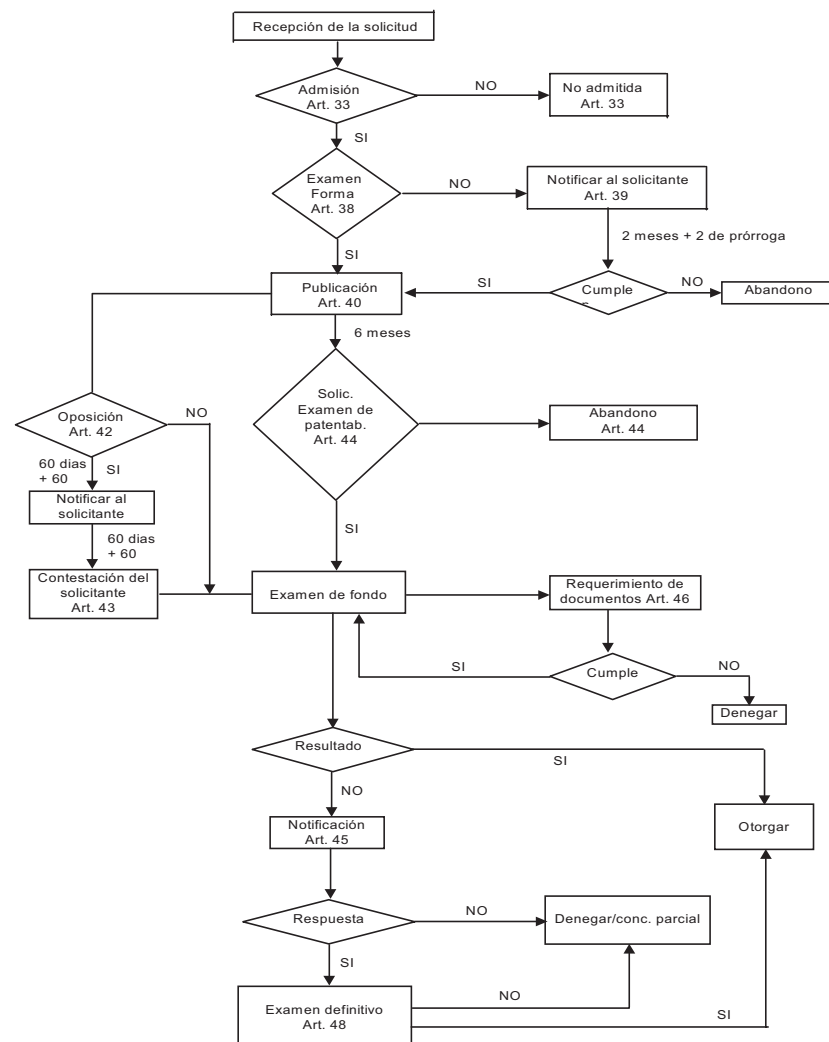 Recepción de la solicitud
Admisión
Art. 33
NO
No admitida
Art. 33
SI
Examen
Forma
Art. 38
NO
Notificar al solicitante
Art. 39
2 meses + 2 de prórroga
SI
Publicación
Art. 40
SI
Cumple
NO
Abandono
6 meses
Solic.
Examen de
patentab.
Art. 44
Abandono
Art. 44
Oposición
Art. 42
NO
60 dias
+ 60
SI
Notificar al
solicitante
60 dias
+ 60
SI
Contestación del
solicitante
Art. 43
Examen de fondo
Requerimiento de
documentos Art. 46
SI
Cumple
NO
Denegar
Resultado
SI
NO
Notificación
Art. 45
Otorgar
Respuesta
NO
Denegar/conc. parcial
SI
Examen definitivo
Art. 48
NO
SI